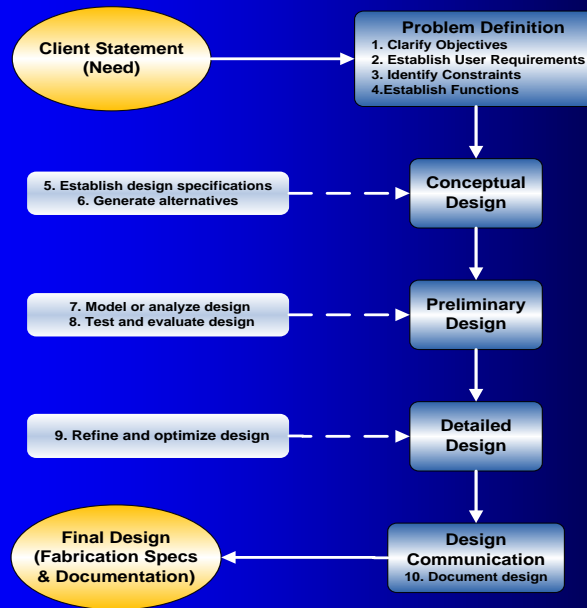 Client Statement
(Need)
Problem Definition
1. Clarify Objectives
2. Establish User Requirements
3. Identify Constraints
4.Establish Functions
5. Establish design specifications
6. Generate alternatives
Conceptual
Design
7. Model or analyze design
8. Test and evaluate design
Preliminary
Design
9. Refine and optimize design
Detailed
Design
Final Design
(Fabrication Specs
& Documentation)
Design
Communication
10. Document design